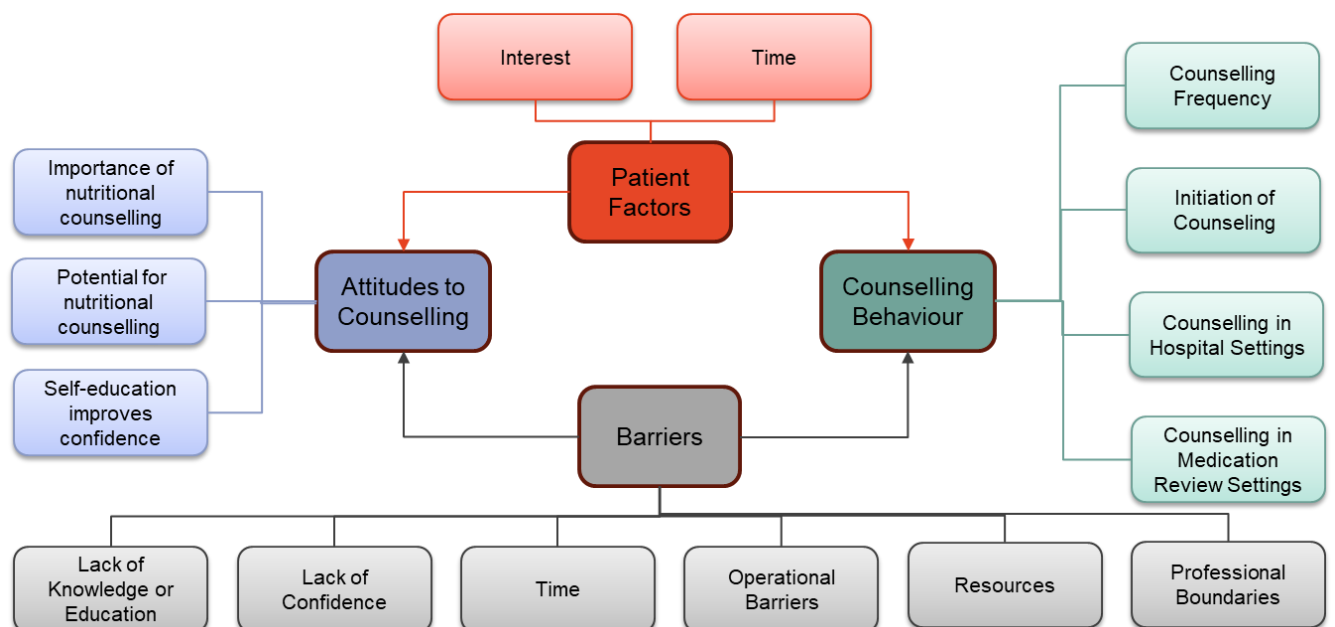 Interest
Time
Counselling
Frequency
Patient
Factors
Importance of
nutritional
counselling
Initiation of
Counseling
Potential for
nutritional
counselling
Attitudes to
Counselling
Counselling
Behaviour
Counselling in
Hospital Settings
Self-education
improves
confidence
Barriers
Counselling in
Medication
Review Settings
Lack of
Knowledge or
Education
Lack of
Confidence
Time
Operational
Barriers
Resources
Professional
Boundaries